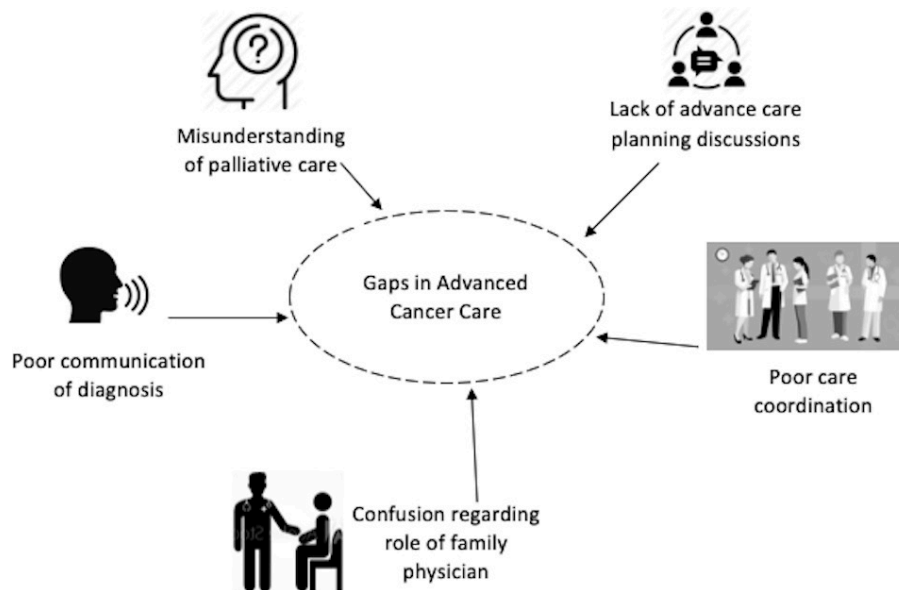 Misunderstanding
of palliative care
Lack of advance care
planning discussions
Gaps in Advanced
Cancer Care
Poor communication
of diagnosis
Poor care
coordination
Confusion regarding
role of family
physician